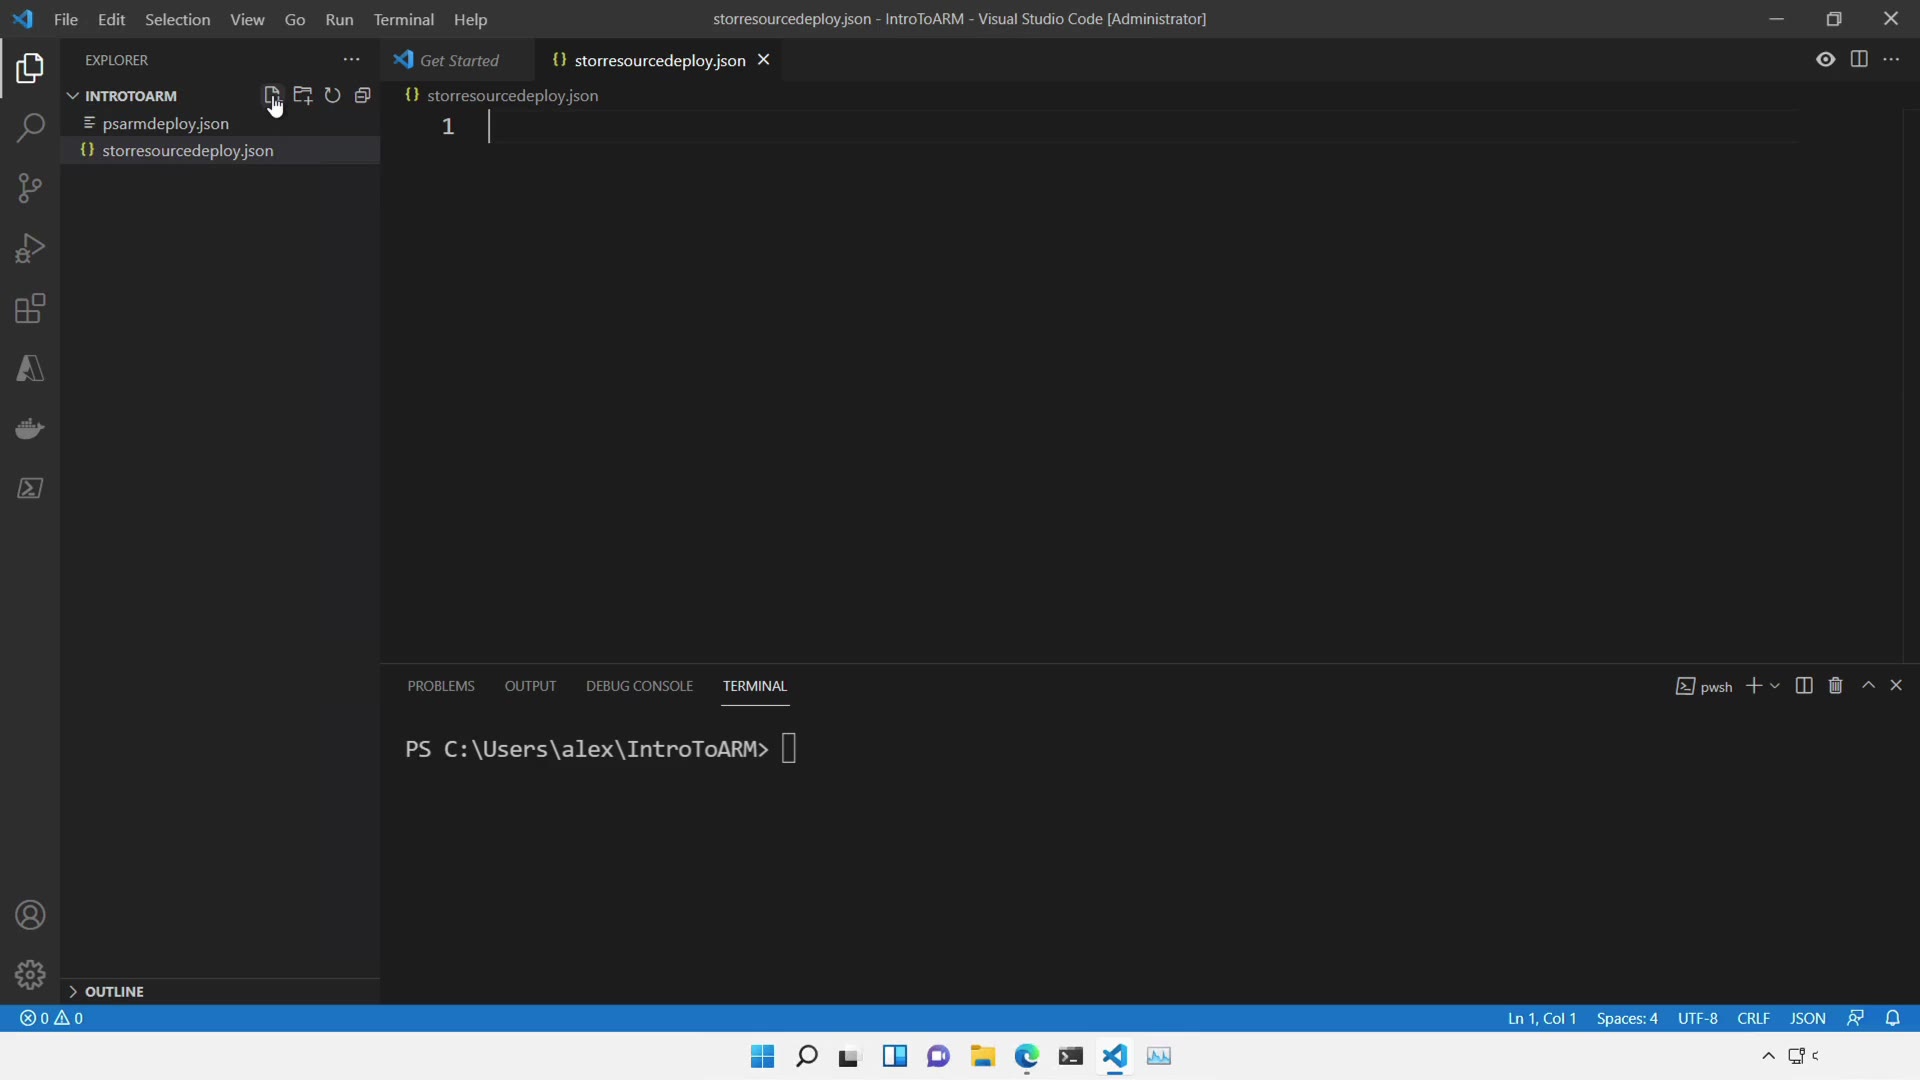 File Edit Selection View Go Run Terminal Help
storresourcedeploy.json - IntroToARM - Visual Studio Code [Administrator]
EXPLORER
Get Started
storresourcedeploy.json
INTROTOARM
storresourcedeploy.json
psarmdeploy.json
storresourcedeploy.json
1
PROBLEMS OUTPUT DEBUG CONSOLE TERMINAL
pwsh
PS C:\Users\alex\IntroToARM>
OUTLINE
0 0
Ln 1, Col 1 Spaces: 4 UTF-8 CRLF JSON